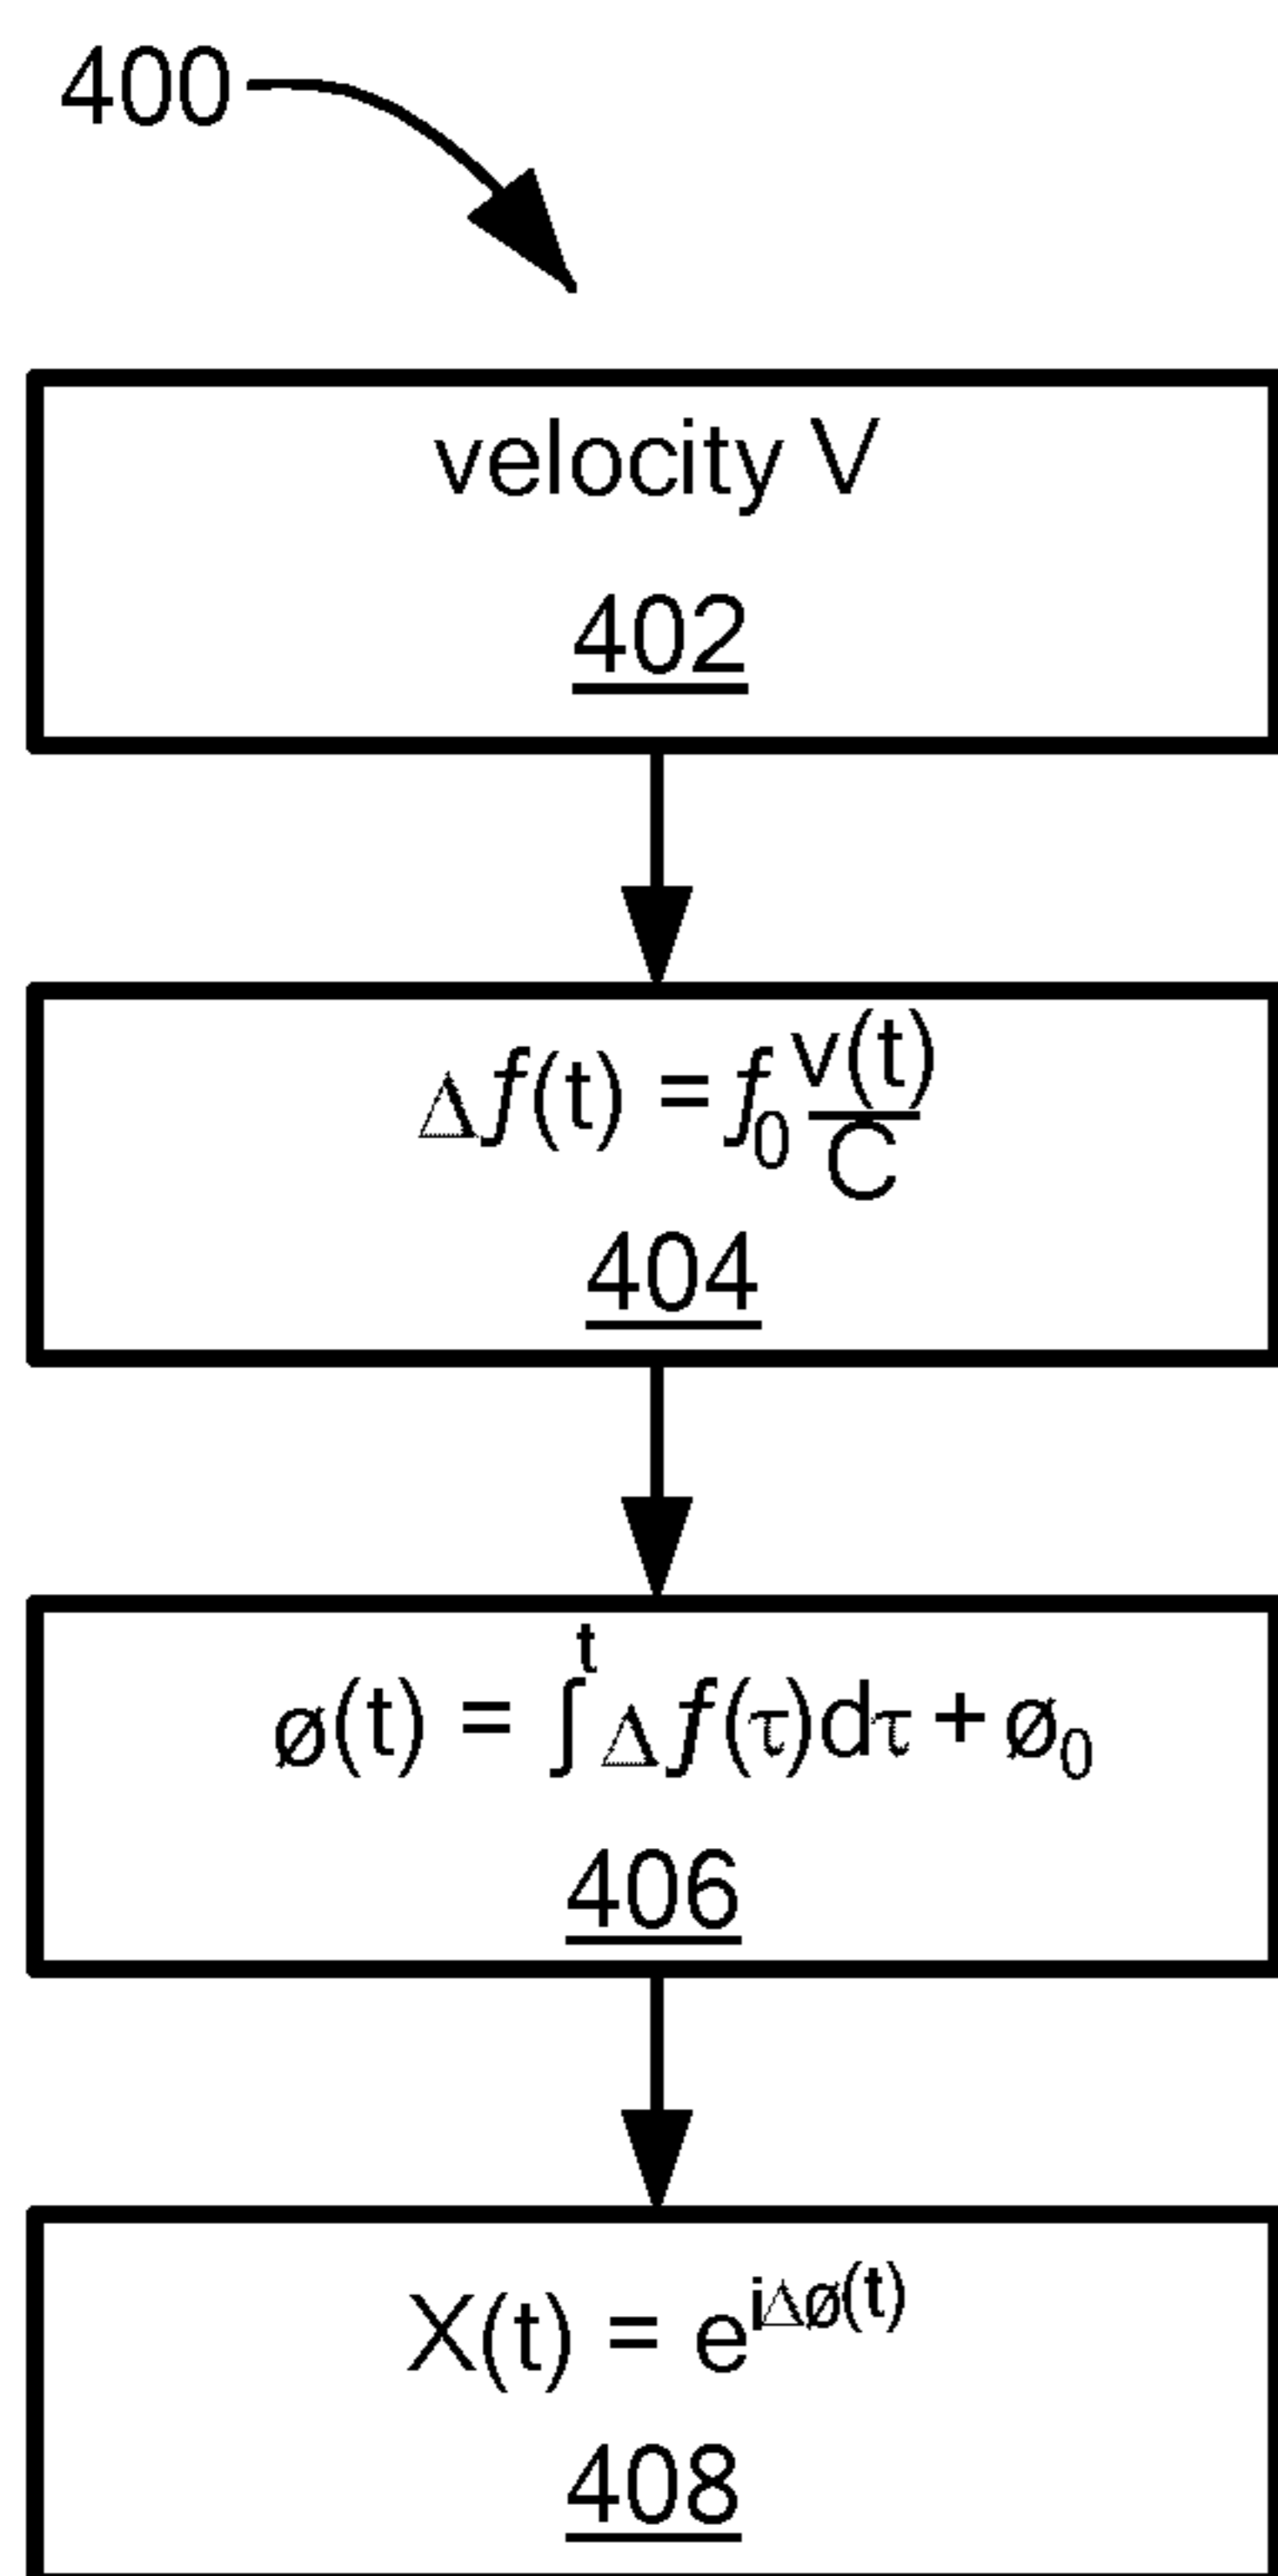 400
velocity V
402
Δf(t) = f₀ v(t)/C
404
ø(t) = ∫ᵗ Δf(τ)dτ + ø₀
406
X(t) = e^{iΔø(t)}
408